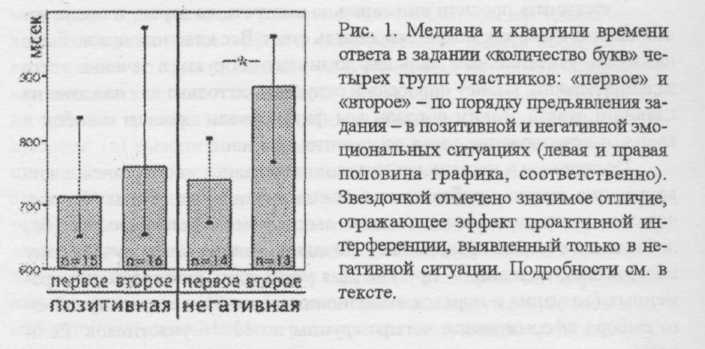 мсек
900
800
700
600
*
n=15 n=16 n=14 n=13
первое второе первое второе
позитивная негативная
Рис. 1. Медиана и квартили времени
ответа в задании «Тождество букв» че-
тырех групп участников: «первое» и
«второе» – по порядку предъявления за-
дания – в позитивной и негативной эмо-
циональных ситуациях (левая и правая
половина графика, соответственно).
Звездочкой отмечено значимое отличие,
отражающее эффект проактивной ин-
терференции, выявленный только в не-
гативной ситуации. Подробности см. в
тексте.